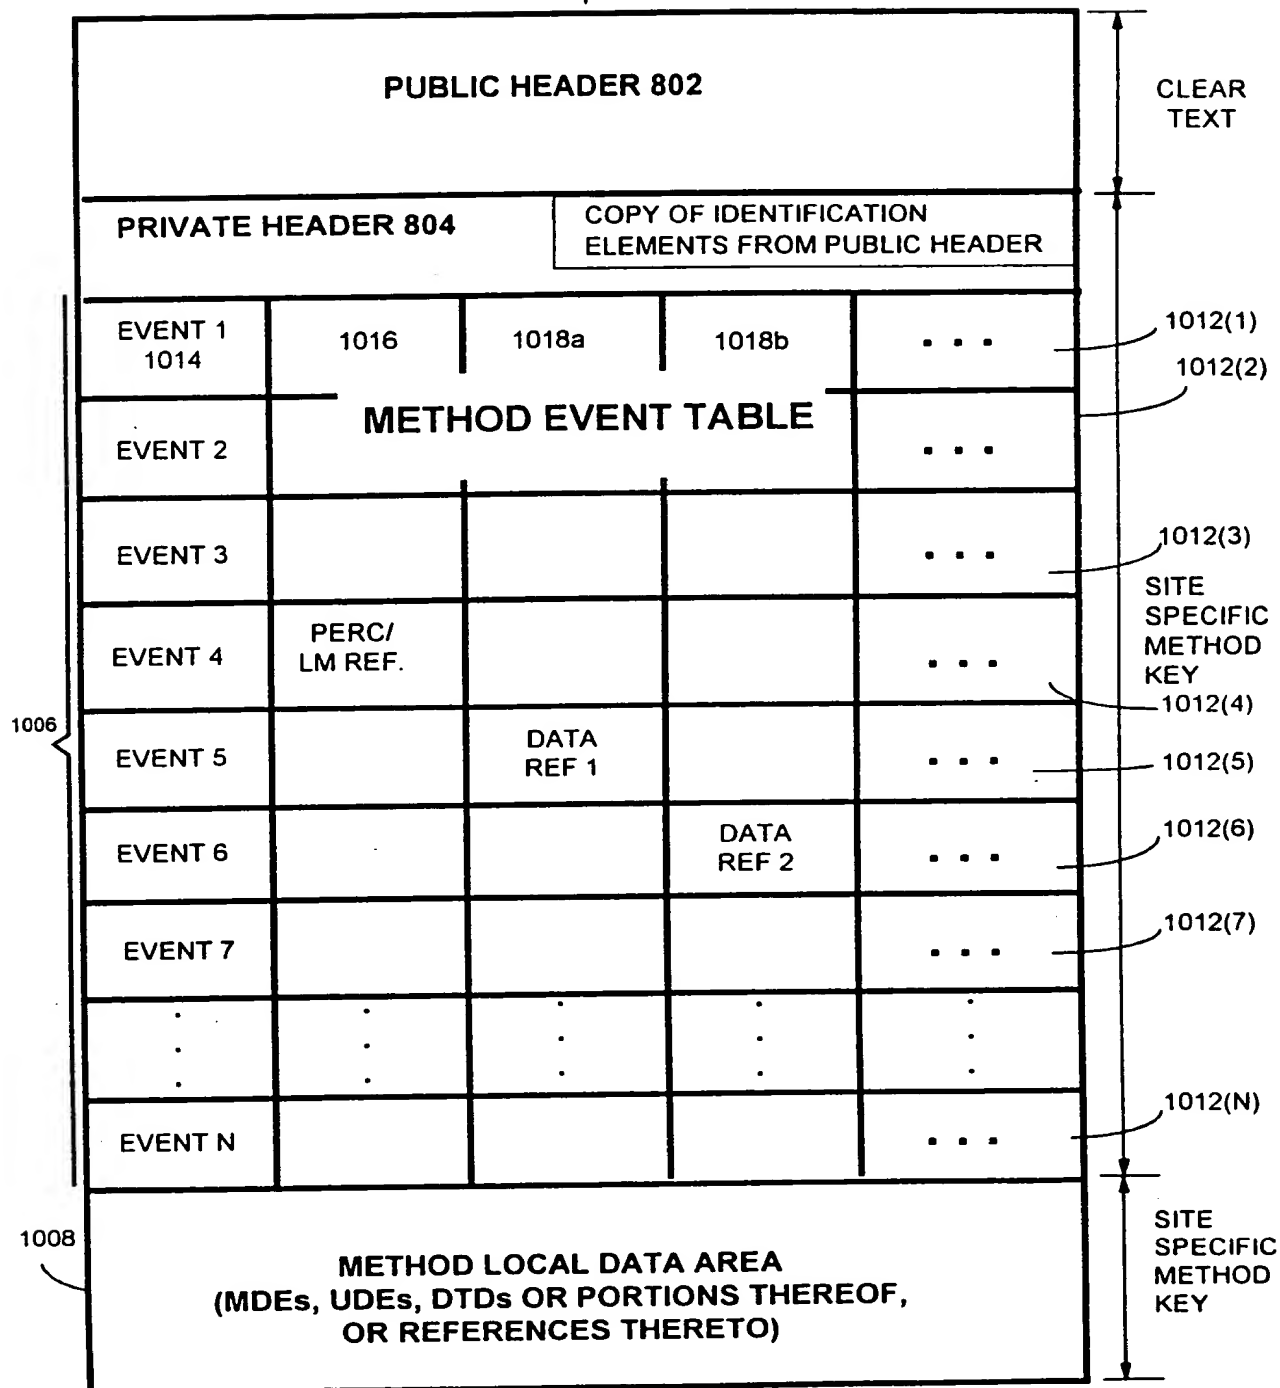 PUBLIC HEADER 802
CLEAR
TEXT
PRIVATE HEADER 804
COPY OF IDENTIFICATION
ELEMENTS FROM PUBLIC HEADER
EVENT 1
1014
1016
1018a
1018b
. . .
1012(1)
1012(2)
METHOD EVENT TABLE
EVENT 2
. . .
EVENT 3
. . .
1012(3)
SITE
SPECIFIC
METHOD
KEY
EVENT 4
PERC/
LM REF.
. . .
1012(4)
1006
EVENT 5
DATA
REF 1
. . .
1012(5)
EVENT 6
DATA
REF 2
. . .
1012(6)
EVENT 7
. . .
1012(7)
EVENT N
. . .
1012(N)
1008
METHOD LOCAL DATA AREA
(MDEs, UDEs, DTDs OR PORTIONS THEREOF,
OR REFERENCES THERETO)
SITE
SPECIFIC
METHOD
KEY